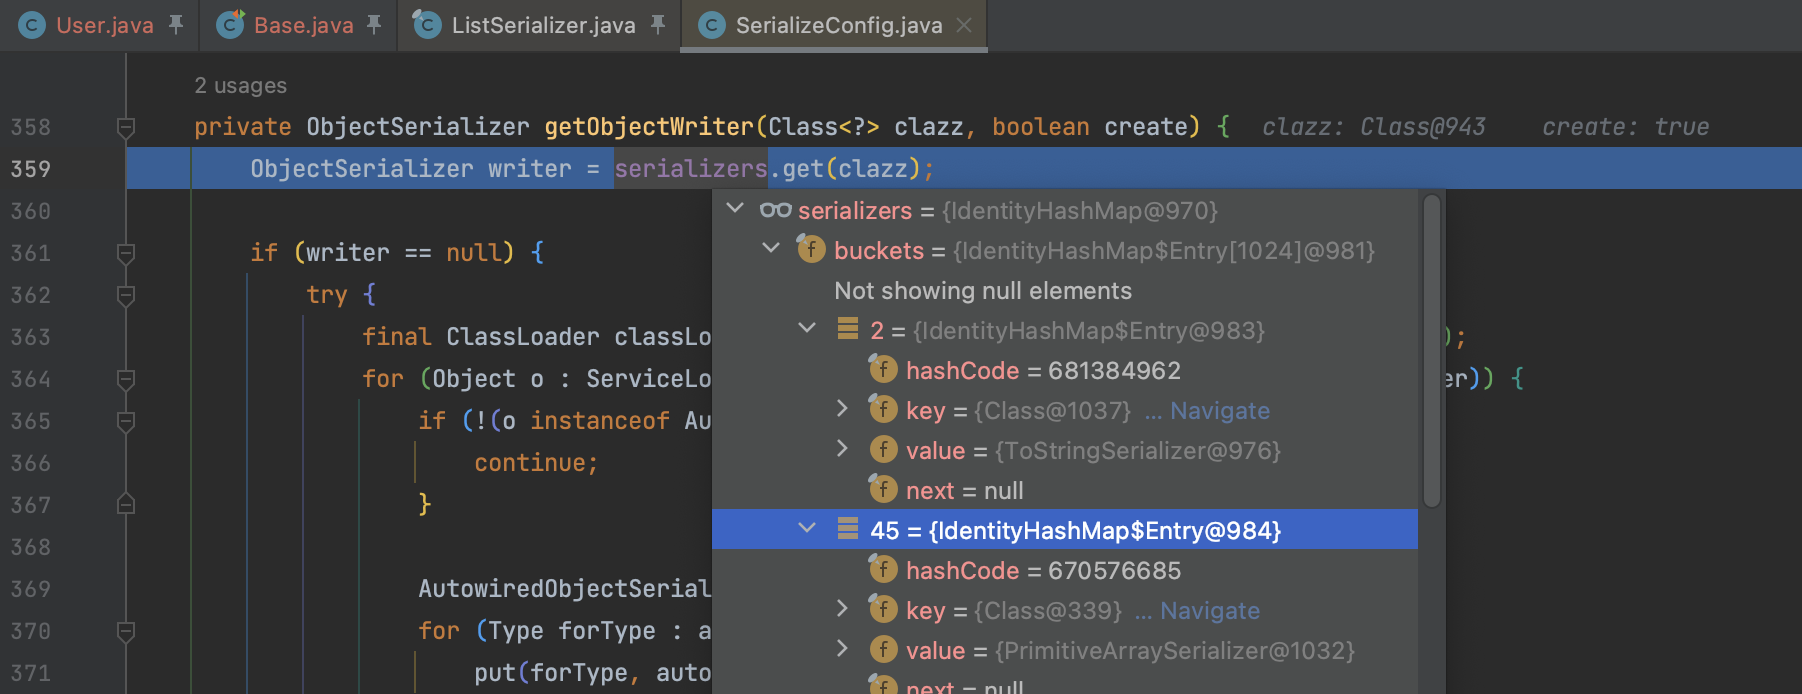 User.java Base.java ListSerializer.java SerializeConfig.java
2 usages
358 private ObjectSerializer getObjectWriter(Class<?> clazz, boolean create) { clazz: Class@943 create: true
359 ObjectSerializer writer = serializers.get(clazz);
360 serializers = {IdentityHashMap@970}
361 if (writer == null) { buckets = {IdentityHashMap$Entry[1024]@981}
362 try { Not showing null elements
363 final ClassLoader classLo 2 = {IdentityHashMap$Entry@983} );
364 for (Object o : ServiceLo hashCode = 681384962 er)) {
365 if (!(o instanceof Au key = {Class@1037} ... Navigate
366 continue; value = {ToStringSerializer@976}
367 } next = null
368 45 = {IdentityHashMap$Entry@984}
369 AutowiredObjectSerial hashCode = 670576685
370 for (Type forType : a key = {Class@339} ... Navigate
371 put(forType, auto value = {PrimitiveArraySerializer@1032}
next = null